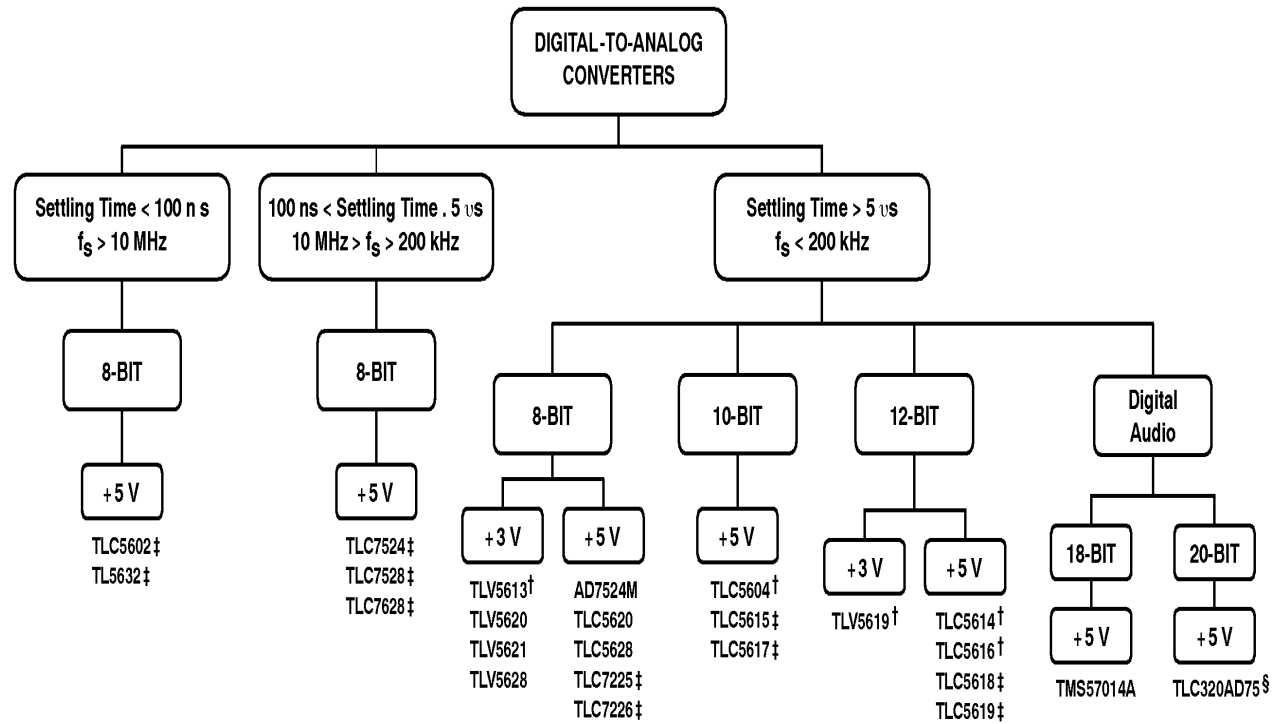 DIGITAL-TO-ANALOG
CONVERTERS
Settling Time < 100 n s
fs > 10 MHz
100 ns < Settling Time . 5 υs
10 MHz > fs > 200 kHz
Settling Time > 5 υs
fs < 200 kHz
8-BIT
8-BIT
8-BIT
10-BIT
12-BIT
Digital
Audio
+5 V
TLC5602‡
TL5632‡
+5 V
TLC7524‡
TLC7528‡
TLC7628‡
+3 V
TLV5613†
TLV5620
TLV5621
TLV5628
+5 V
AD7524M
TLC5620
TLC5628
TLC7225‡
TLC7226‡
+5 V
TLC5604†
TLC5615‡
TLC5617‡
+3 V
TLV5619†
+5 V
TLC5614†
TLC5616†
TLC5618‡
TLC5619‡
18-BIT
+5 V
TMS57014A
20-BIT
+5 V
TLC320AD75§